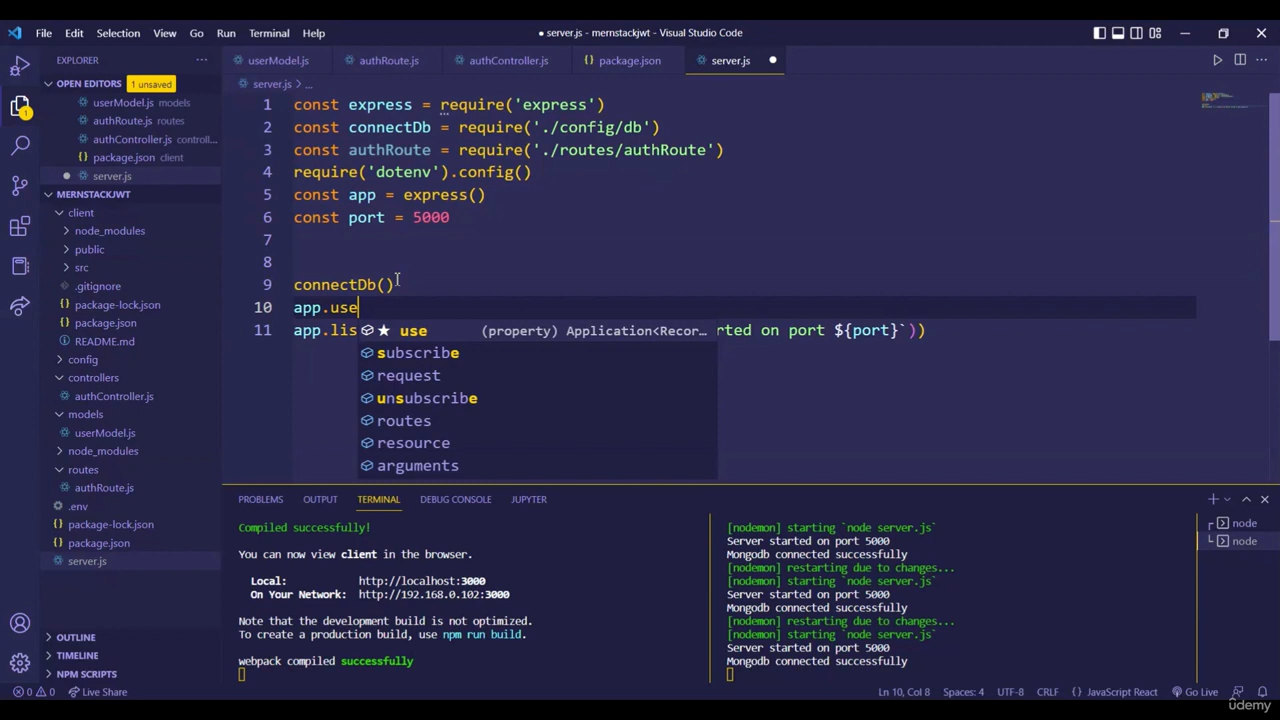 File Edit Selection View Go Run Terminal Help
● server.js - mernstackjwt - Visual Studio Code
EXPLORER
OPEN EDITORS 1 unsaved
userModel.js models
authRoute.js routes
authController.js controll...
package.json client
server.js
MERNSTACKJWT
client
node_modules
public
src
.gitignore
package-lock.json
package.json
README.md
config
controllers
authController.js
models
userModel.js
node_modules
routes
authRoute.js
.env
package-lock.json
package.json
server.js
OUTLINE
TIMELINE
NPM SCRIPTS
userModel.js authRoute.js authController.js package.json server.js
server.js > ...
1 const express = require('express')
2 const connectDb = require('./config/db')
3 const authRoute = require('./routes/authRoute')
4 require('dotenv').config()
5 const app = express()
6 const port = 5000
7
8
9 connectDb()
10 app.use
11 app.lis rted on port ${port}`))
use (property) Application<Recor...
subscribe
request
unsubscribe
routes
resource
arguments
PROBLEMS OUTPUT TERMINAL DEBUG CONSOLE JUPYTER
Compiled successfully!
You can now view client in the browser.
Local: http://localhost:3000
On Your Network: http://192.168.0.102:3000
Note that the development build is not optimized.
To create a production build, use npm run build.
webpack compiled successfully
[nodemon] starting `node server.js`
Server started on port 5000
Mongodb connected successfully
[nodemon] restarting due to changes...
[nodemon] starting `node server.js`
Server started on port 5000
Mongodb connected successfully
[nodemon] restarting due to changes...
[nodemon] starting `node server.js`
Server started on port 5000
Mongodb connected successfully
node
node
0 0 Live Share
Ln 10, Col 8 Spaces: 4 UTF-8 CRLF {} JavaScript React Go Live
udemy